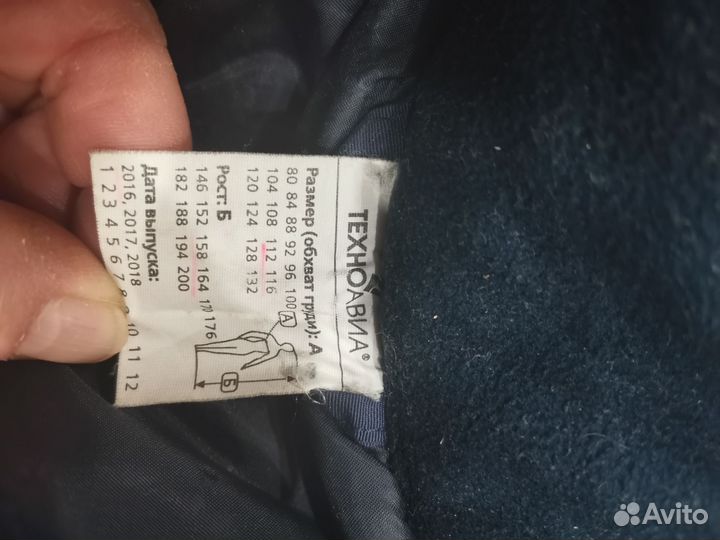 ТЕХНОАВИА®
Размер (обхват груди): А
80 84 88 92 96 100
104 108 112 116
120 124 128 132
А
Рост: Б
146 152 158 164 170 176
182 188 194 200
Б
Дата выпуска:
2016, 2017, 2018
1 2 3 4 5 6 7 8 9 10 11 12
Avito